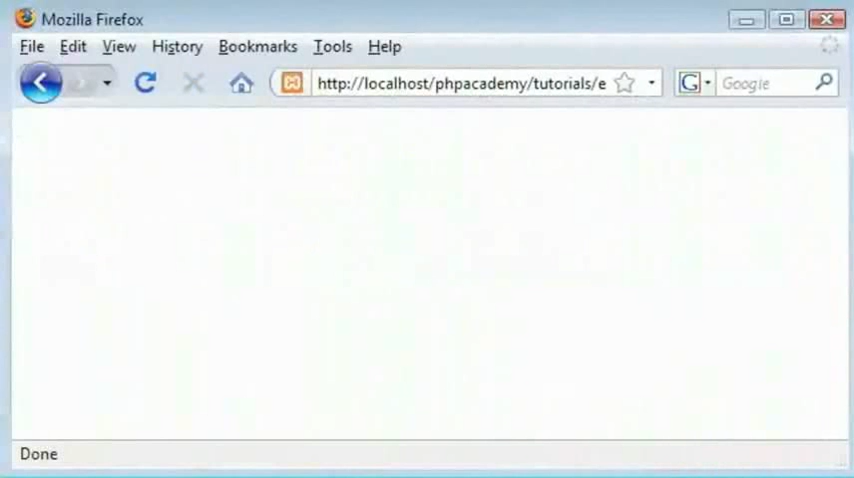 Mozilla Firefox
File Edit View History Bookmarks Tools Help
http://localhost/phpacademy/tutorials/e G Google
Done